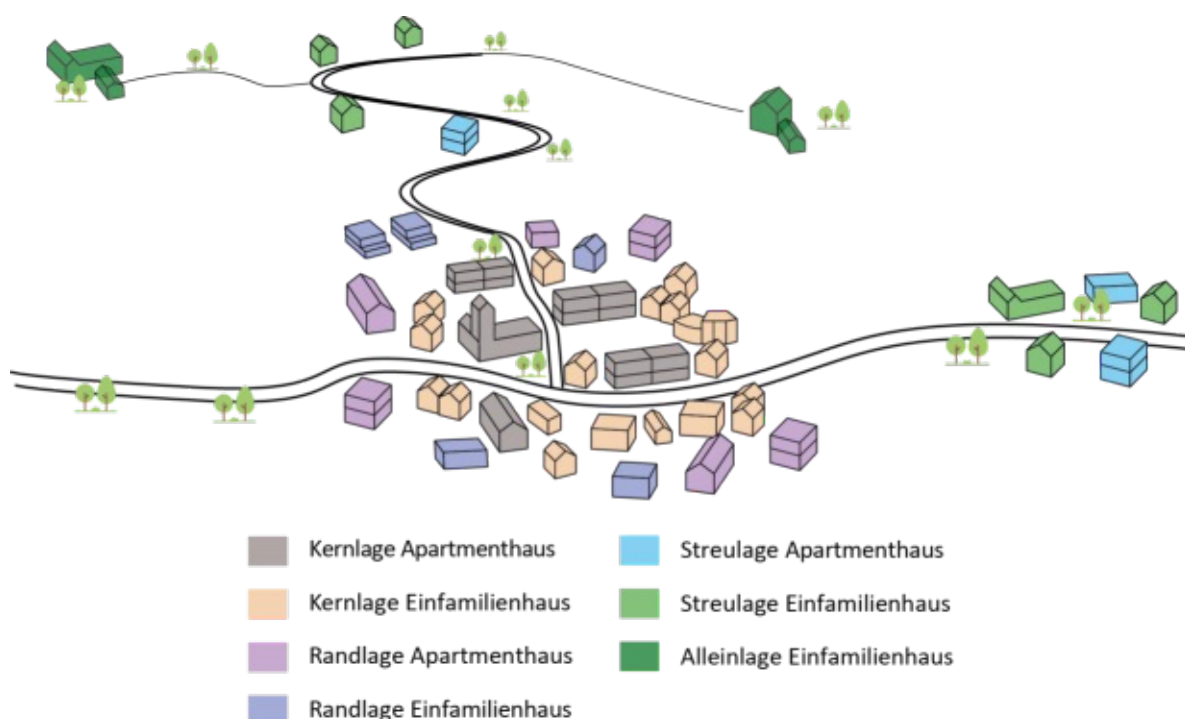 Kernlage Apartmenthaus
Kernlage Einfamilienhaus
Randlage Apartmenthaus
Randlage Einfamilienhaus
Streulage Apartmenthaus
Streulage Einfamilienhaus
Alleinlage Einfamilienhaus